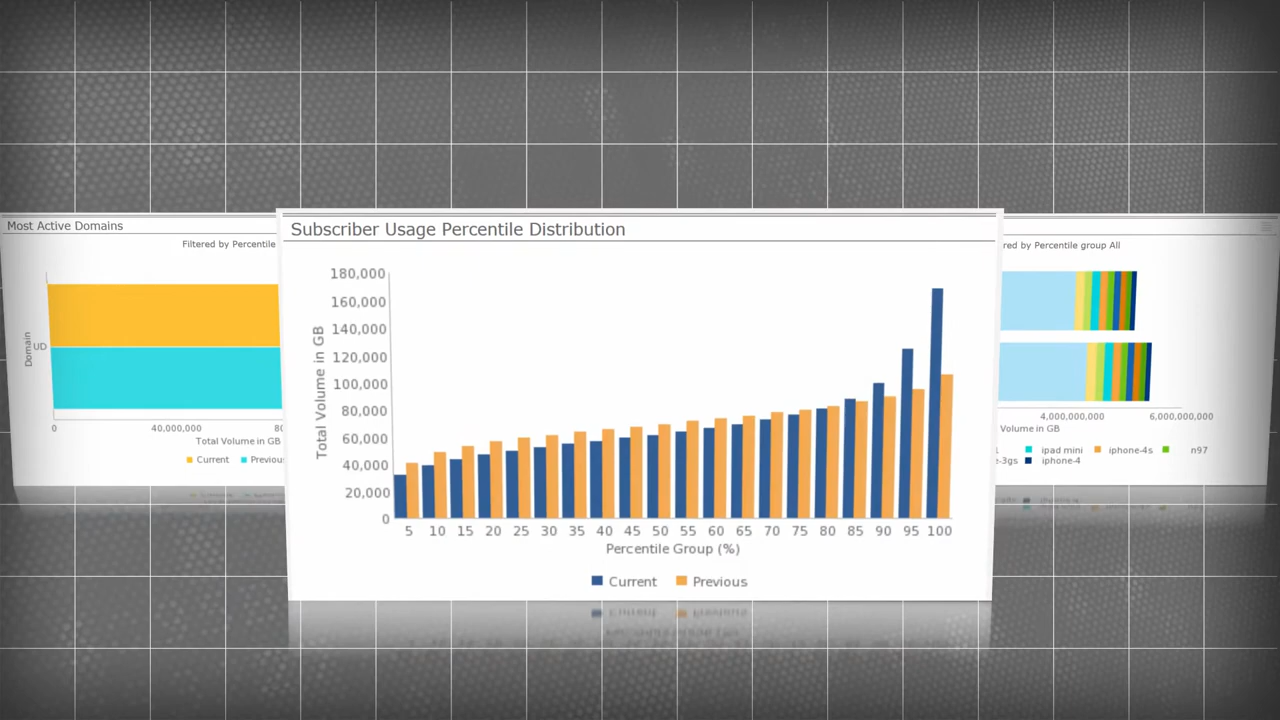 Most Active Domains
Filtered by Percentile
Domain
UD
0 40,000,000 80
Total Volume in GB
Current Previou
Subscriber Usage Percentile Distribution
180,000
160,000
140,000
120,000
100,000
80,000
60,000
40,000
20,000
0
Total Volume in GB
5 10 15 20 25 30 35 40 45 50 55 60 65 70 75 80 85 90 95 100
Percentile Group (%)
Current Previous
red by Percentile group All
4,000,000,000 6,000,000,000
Volume in GB
ipad mini iphone-4s n97
e-3gs iphone-4